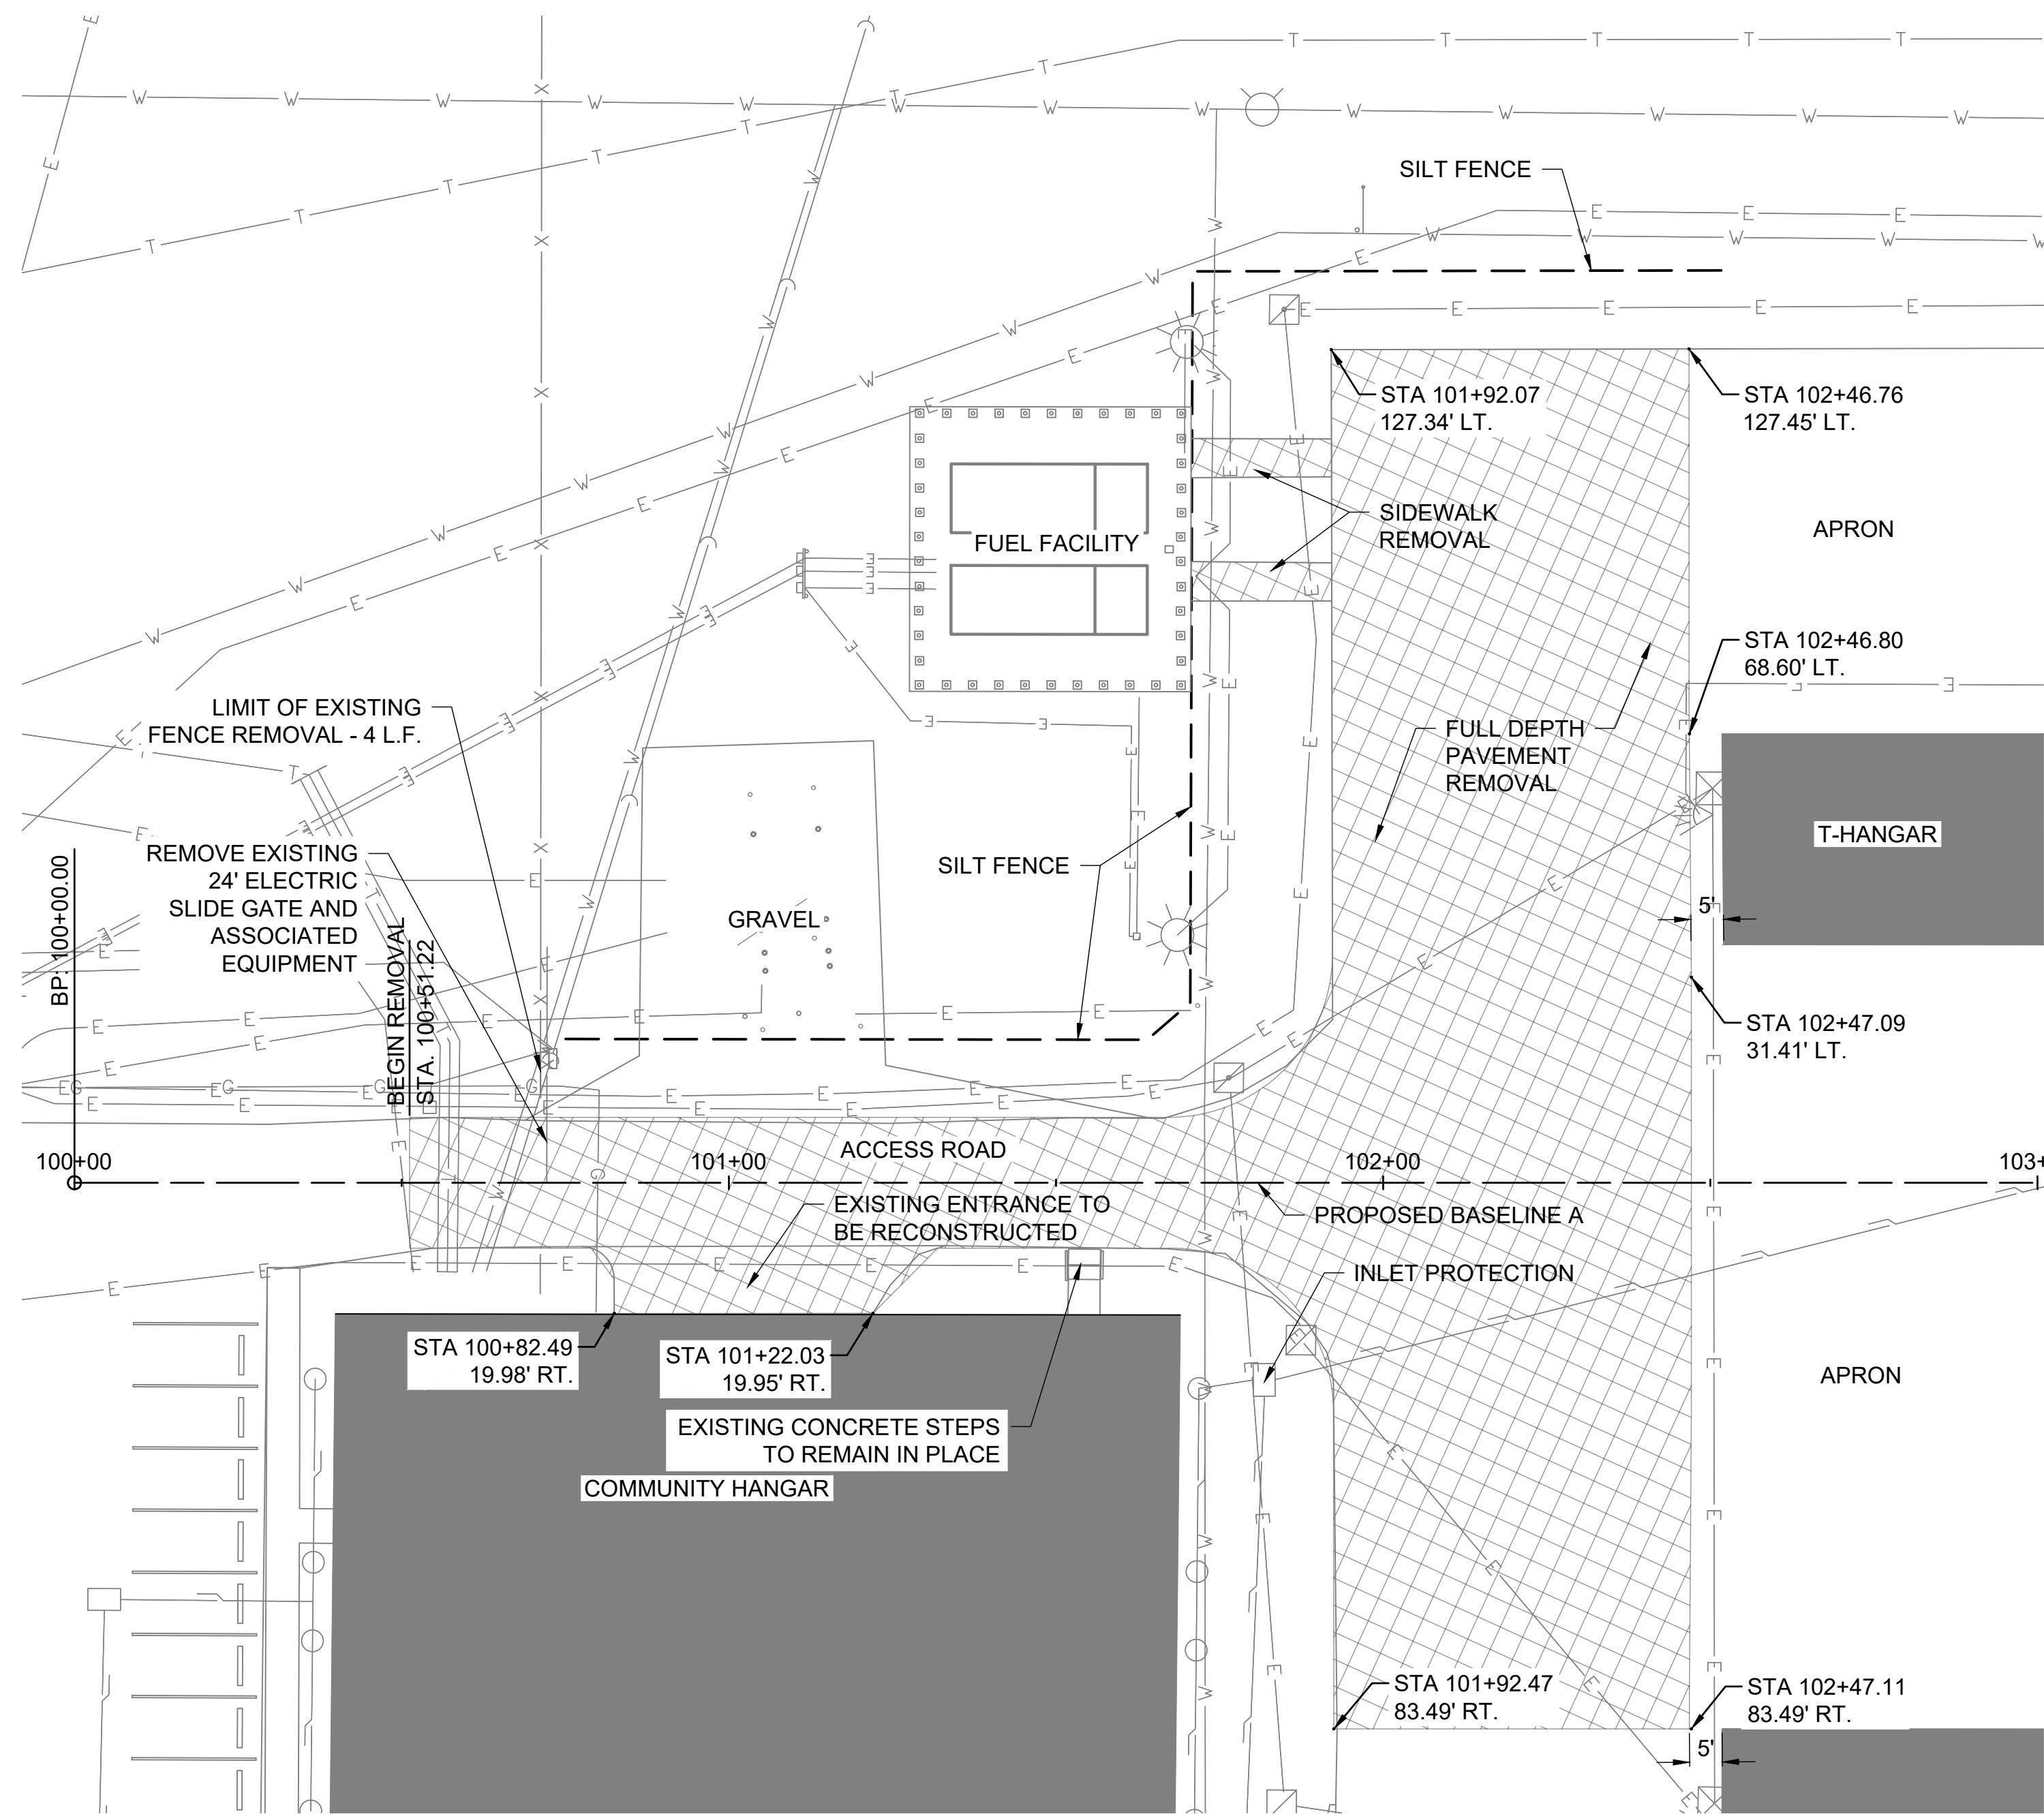 SILT FENCE
STA 101+92.07
127.34' LT.
STA 102+46.76
127.45' LT.
SIDEWALK
REMOVAL
APRON
FUEL FACILITY
STA 102+46.80
68.60' LT.
LIMIT OF EXISTING
FENCE REMOVAL - 4 L.F.
FULL DEPTH
PAVEMENT
REMOVAL
T-HANGAR
REMOVE EXISTING
24' ELECTRIC
SLIDE GATE AND
ASSOCIATED
EQUIPMENT
SILT FENCE
GRAVEL
5'
BP: 100+00.00
BEGIN REMOVAL
STA. 100+51.22
STA 102+47.09
31.41' LT.
ACCESS ROAD
100+00
101+00
102+00
103+
EXISTING ENTRANCE TO
BE RECONSTRUCTED
PROPOSED BASELINE A
INLET PROTECTION
STA 100+82.49
19.98' RT.
STA 101+22.03
19.95' RT.
APRON
EXISTING CONCRETE STEPS
TO REMAIN IN PLACE
COMMUNITY HANGAR
STA 101+92.47
83.49' RT.
STA 102+47.11
83.49' RT.
5'